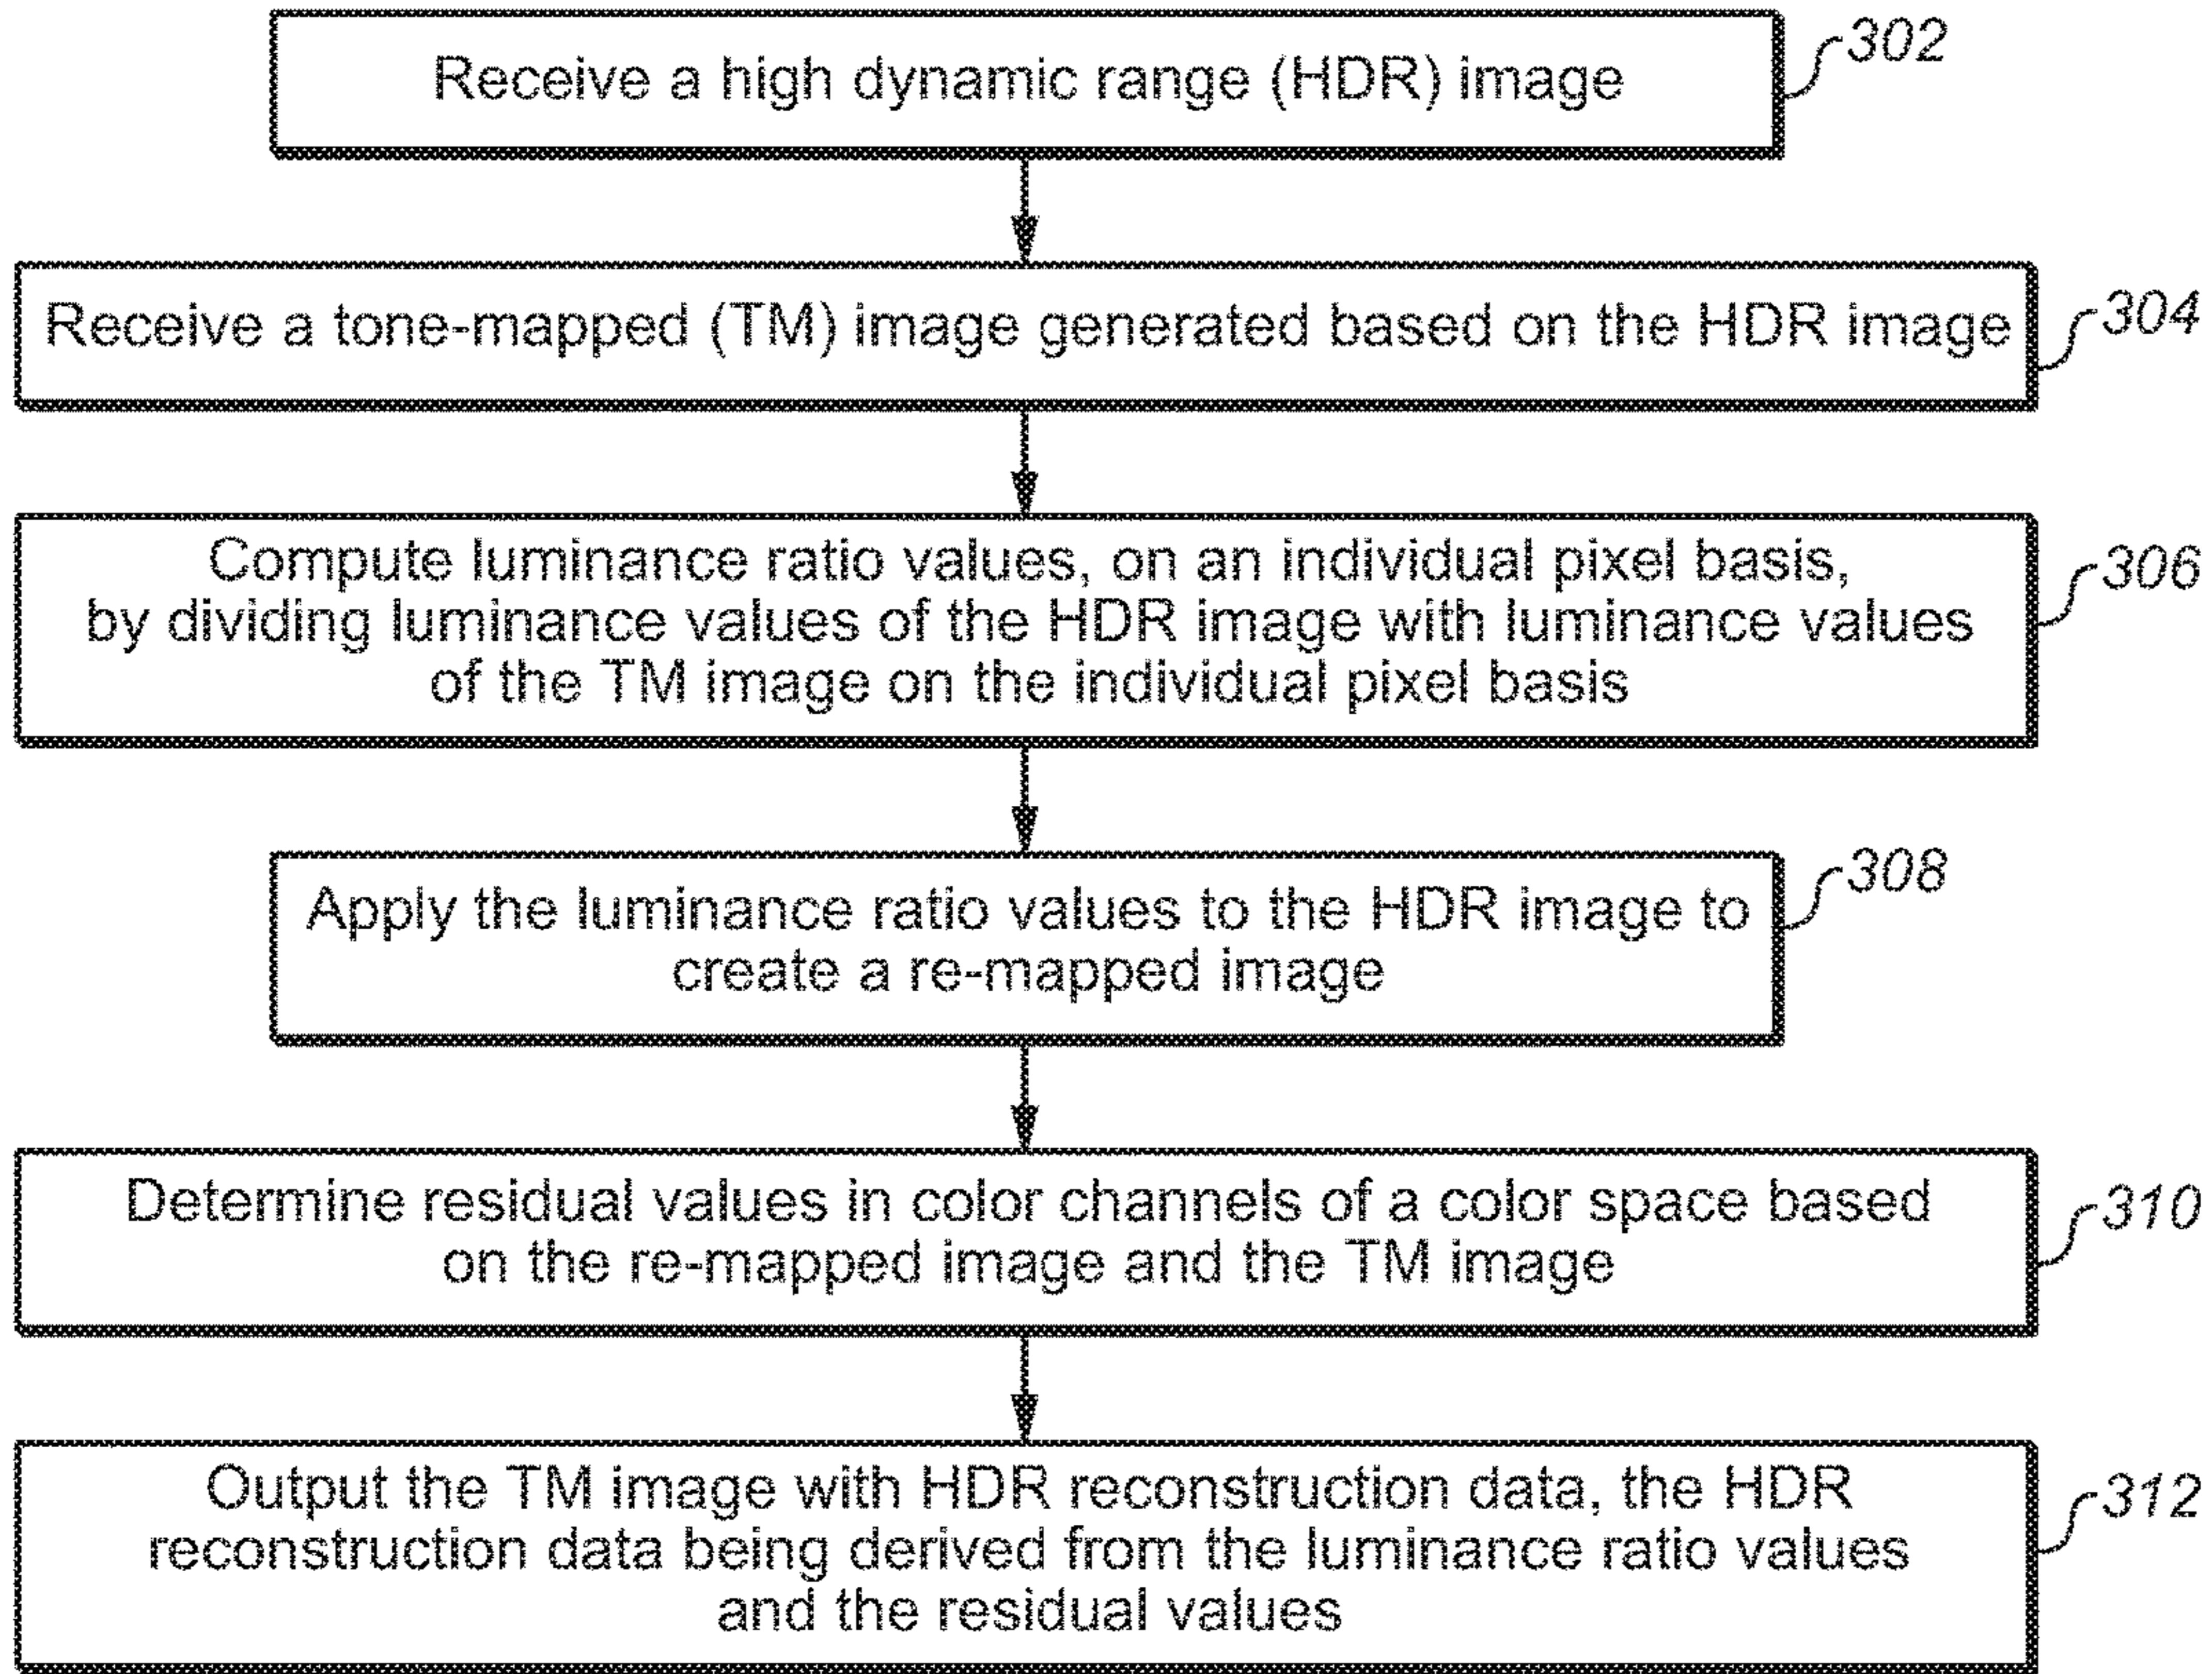 Receive a high dynamic range (HDR) image
302
Receive a tone-mapped (TM) image generated based on the HDR image
304
Compute luminance ratio values, on an individual pixel basis,
by dividing luminance values of the HDR image with luminance values
of the TM image on the individual pixel basis
306
Apply the luminance ratio values to the HDR image to
create a re-mapped image
308
Determine residual values in color channels of a color space based
on the re-mapped image and the TM image
310
Output the TM image with HDR reconstruction data, the HDR
reconstruction data being derived from the luminance ratio values
and the residual values
312